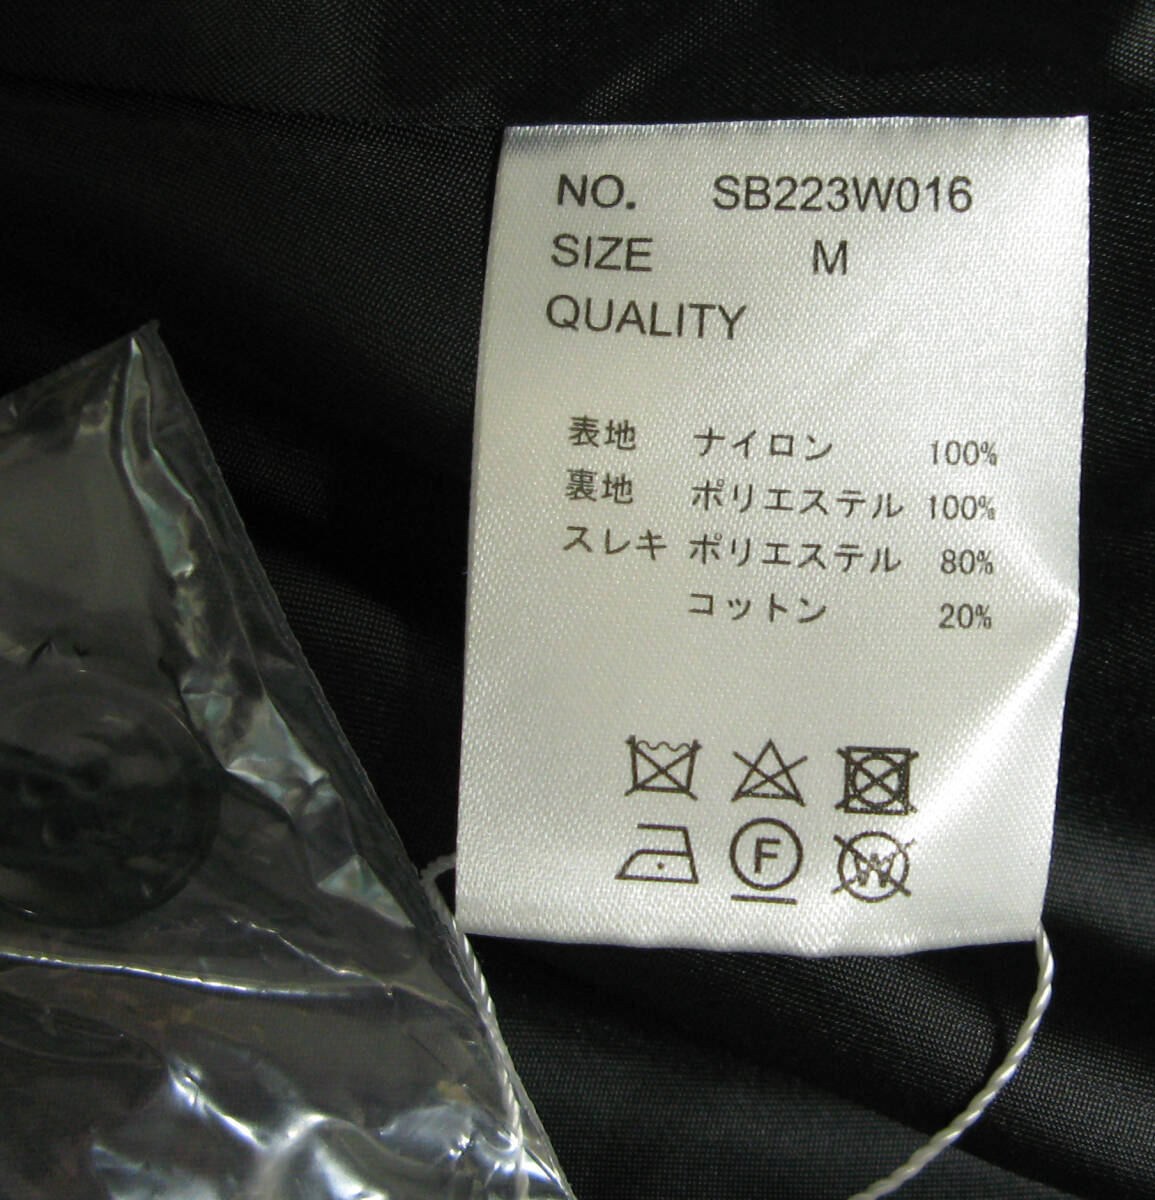 NO. SB223W016
SIZE M
QUALITY
表地 ナイロン 100%
裏地 ポリエステル 100%
スレキ ポリエステル 80%
コットン 20%
F W